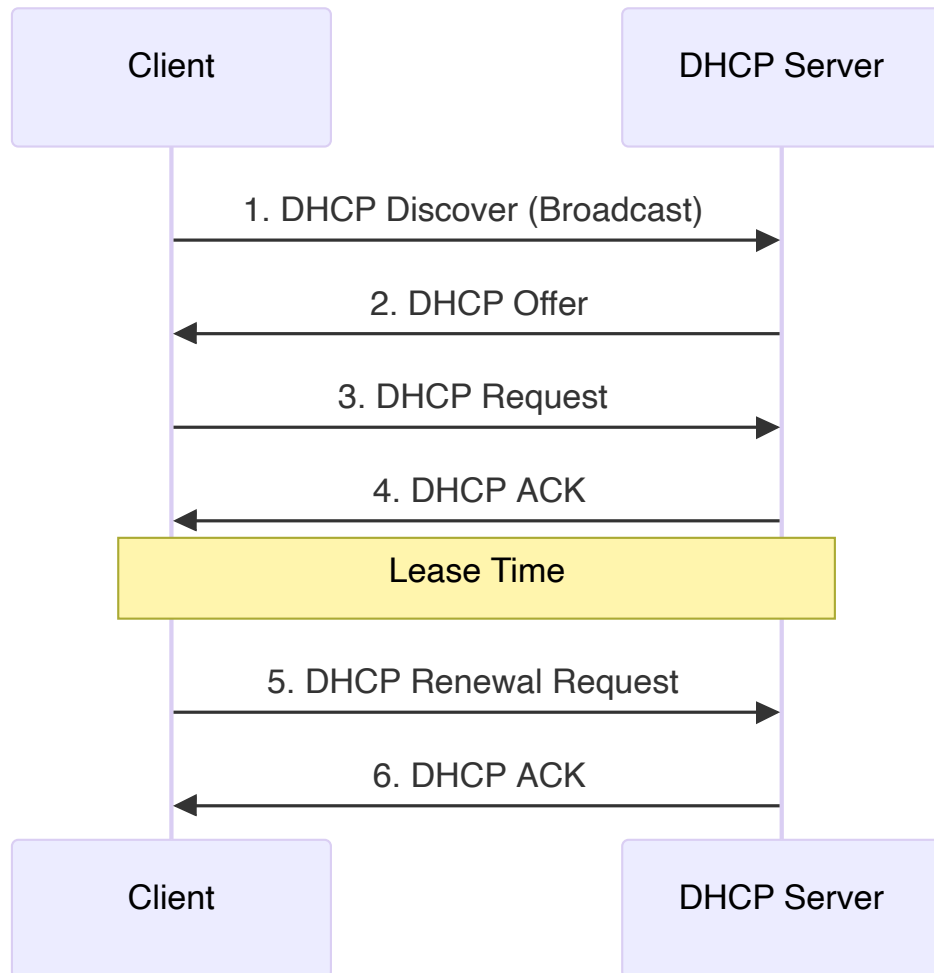 Client
DHCP Server
1. DHCP Discover (Broadcast)
2. DHCP Offer
3. DHCP Request
4. DHCP ACK
Lease Time
5. DHCP Renewal Request
6. DHCP ACK
Client
DHCP Server